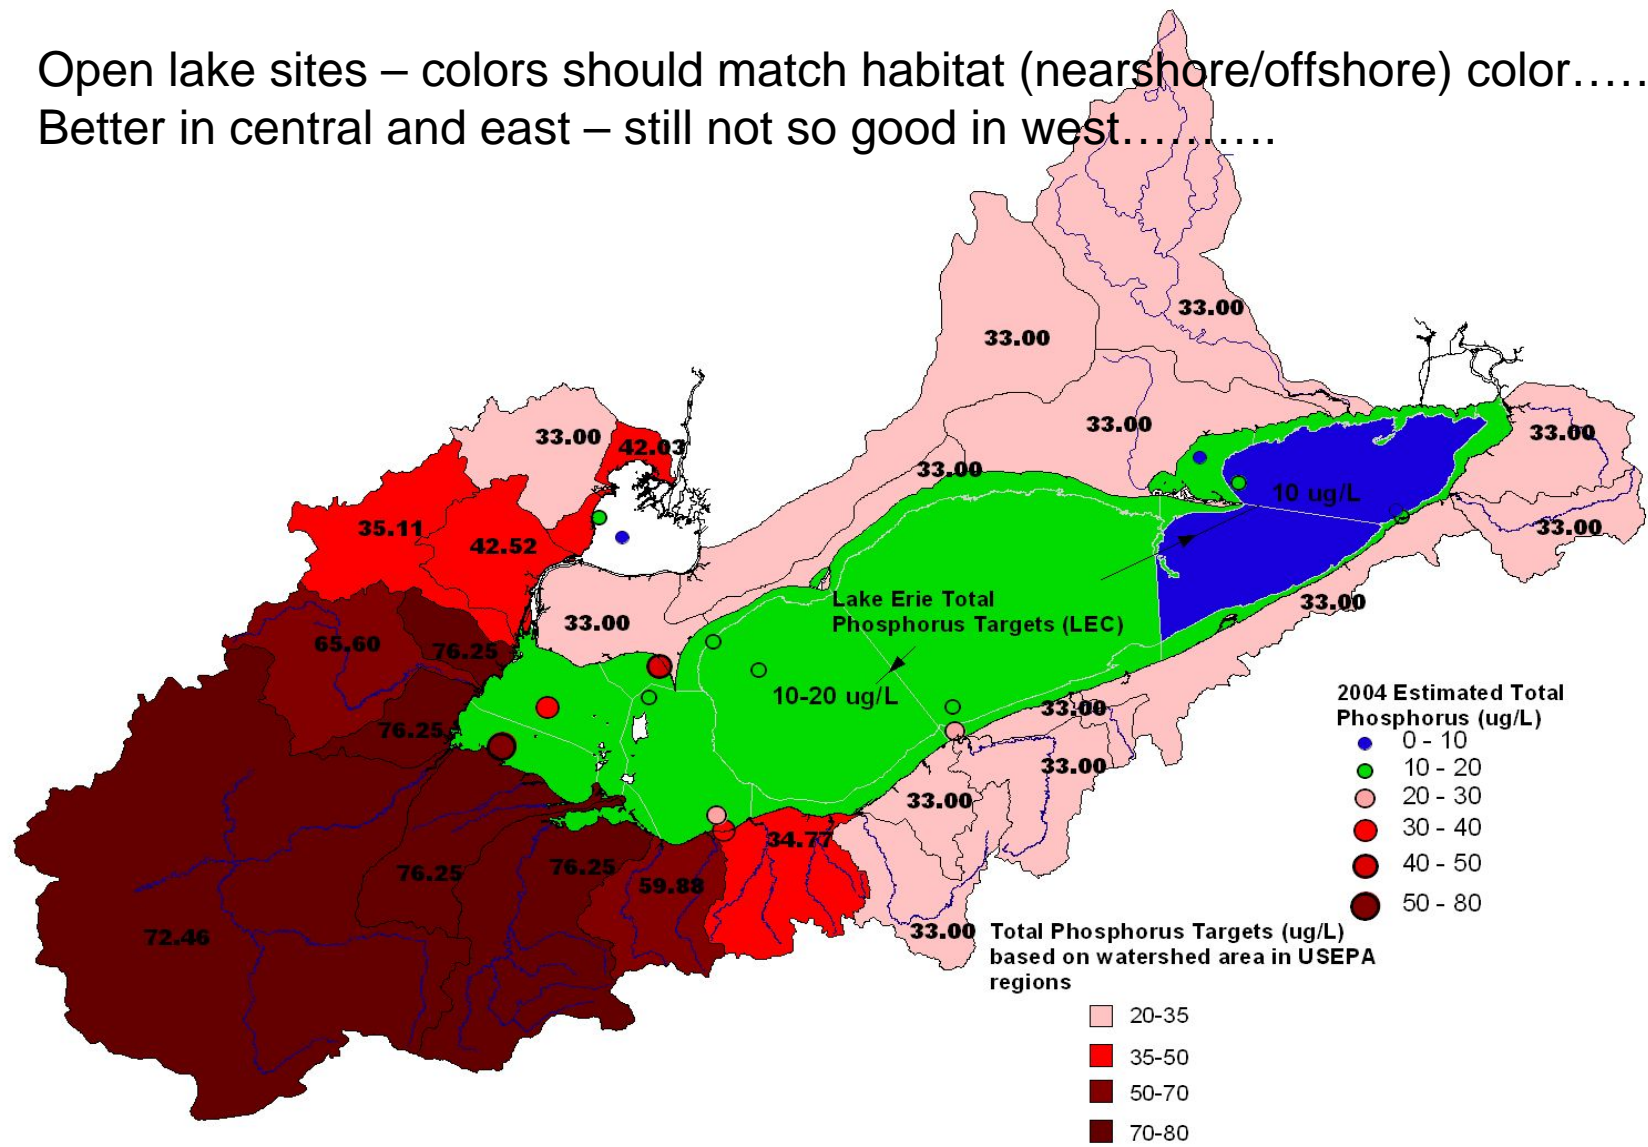 Open lake sites – colors should match habitat (nearshore/offshore) color…..
Better in central and east – still not so good in west……….
33.00
33.00
33.00
33.00
33.00
42.03
33.00
33.00
10 ug/L
35.11
42.52
33.00
Lake Erie Total
Phosphorus Targets (LEC)
33.00
33.00
65.60
76.25
10-20 ug/L
33.00
76.25
33.00
33.00
34.77
76.25
76.25
59.88
72.46
33.00
2004 Estimated Total
Phosphorus (ug/L)
0 - 10
10 - 20
20 - 30
30 - 40
40 - 50
50 - 80
Total Phosphorus Targets (ug/L)
based on watershed area in USEPA
regions
20-35
35-50
50-70
70-80